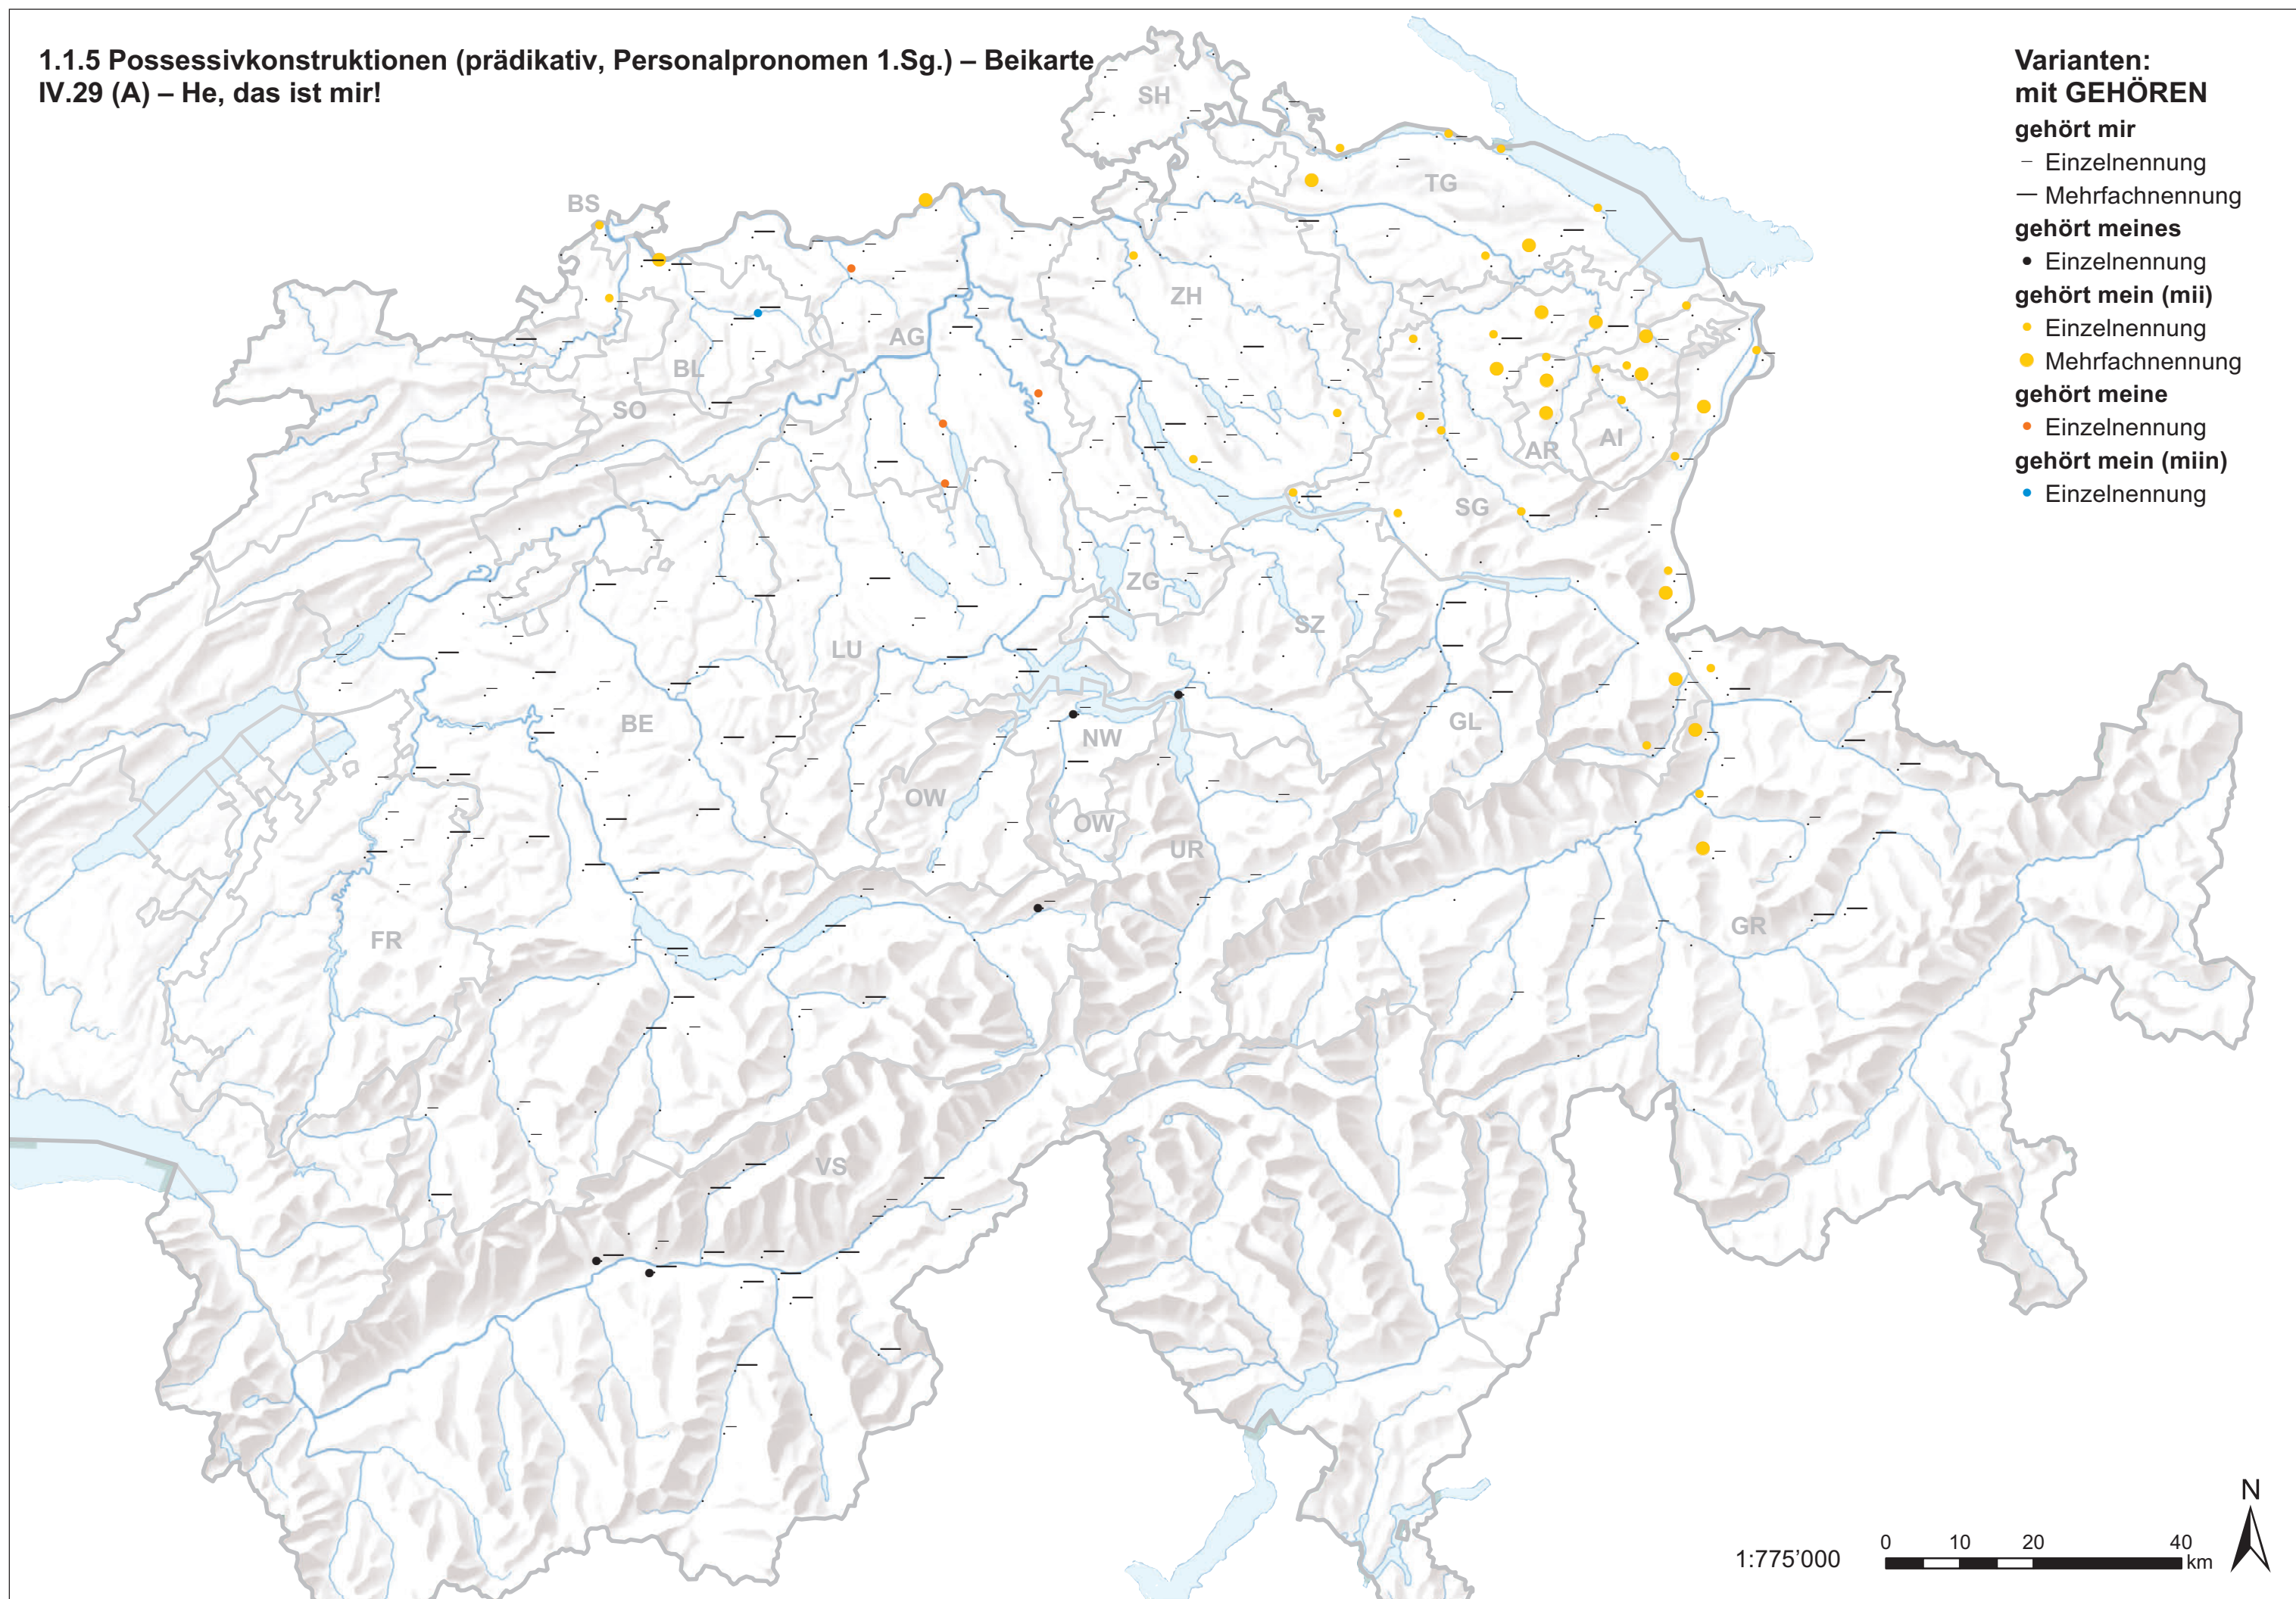 1.1.5 Possessivkonstruktionen (prädikativ, Personalpronomen 1.Sg.) – Beikarte
IV.29 (A) – He, das ist mir!
Varianten:
mit GEHÖREN
gehört mir
Einzelnennung
Mehrfachnennung
gehört meines
Einzelnennung
gehört mein (mii)
Einzelnennung
Mehrfachnennung
gehört meine
Einzelnennung
gehört mein (miin)
Einzelnennung
SH
TG
BS
ZH
AG
BL
SO
AR
AI
SG
ZG
SZ
LU
BE
GL
NW
OW
OW
UR
GR
FR
VS
N
1:775’000
0 10 20 40
km